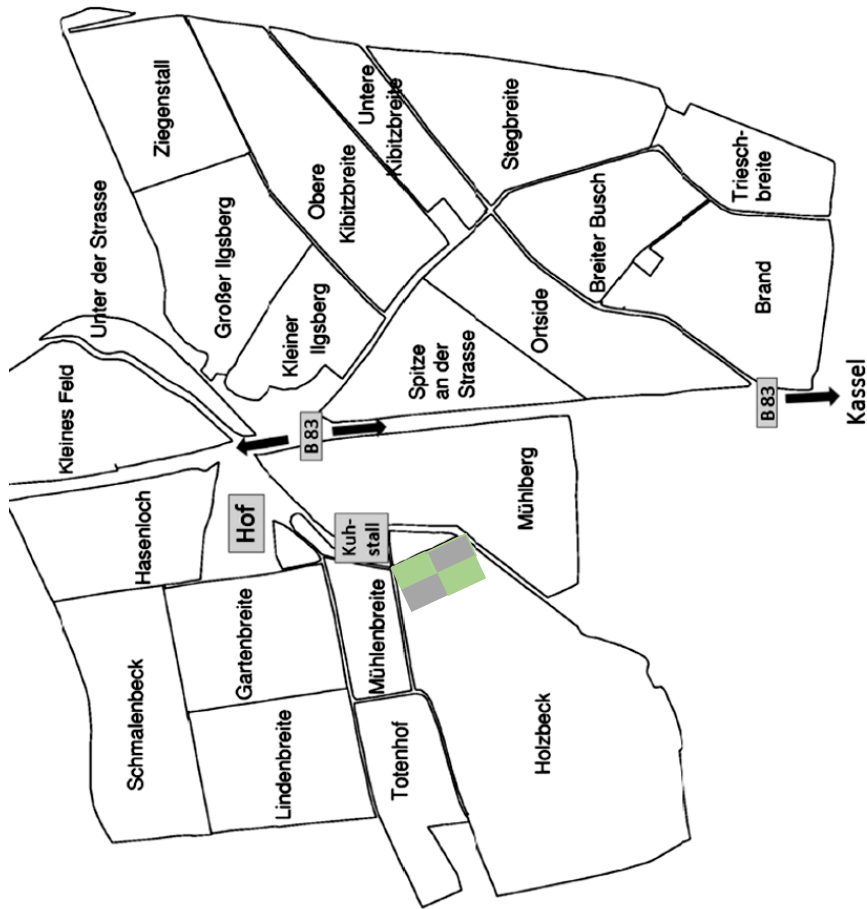 Ziegenstall
Untere
Kibitzbreite
Stegbreite
Triesch-
breite
Obere
Kibitzbreite
Unter der Strasse
Großer Ilgsberg
Breiter Busch
Kleiner
Ilgsberg
Ortside
Brand
Kleines Feld
Spitze
an der
Strasse
B 83
B 83
Kassel
Hasenloch
Hof
Kuh-
stall
Mühlberg
Schmalenbeck
Gartenbreite
Mühlenbreite
Lindenbreite
Totenhof
Holzbeck